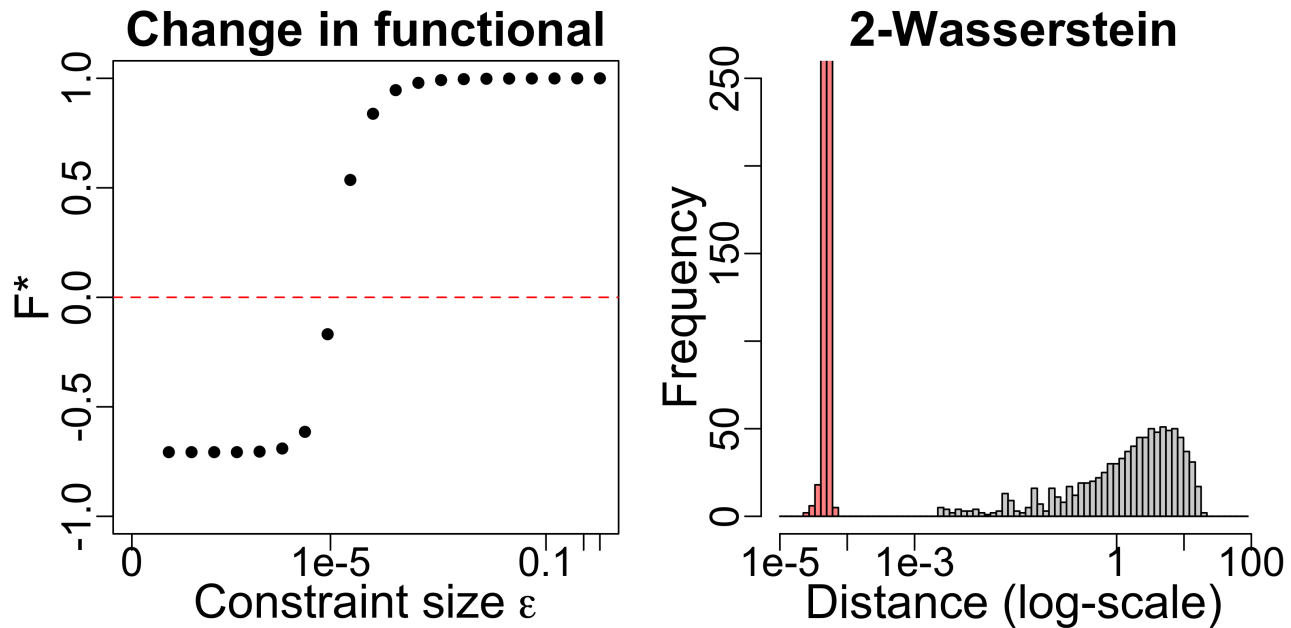 Change in functional
F*
1.0
0.5
0.0
-0.5
-1.0
0 1e-5 0.1
Constraint size ε
2-Wasserstein
Frequency
250
150
50
0
1e-5 1e-3 1 100
Distance (log-scale)